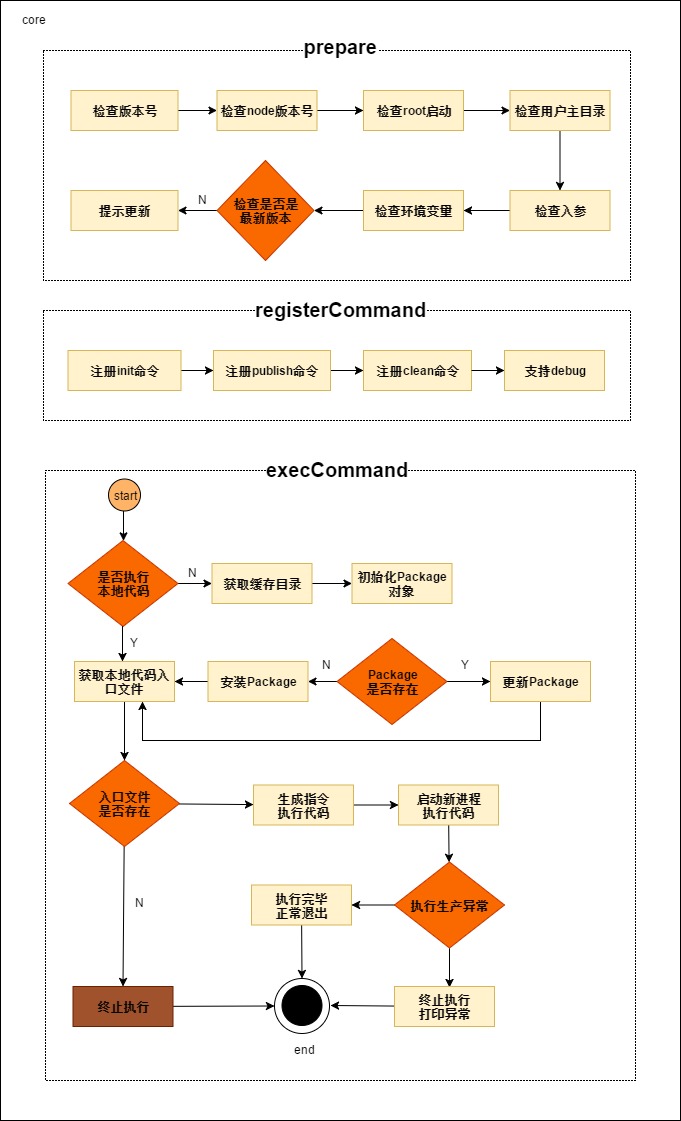 core
prepare
检查版本号
检查node版本号
检查root启动
检查用户主目录
提示更新
N
检查是否是
最新版本
检查环境变量
检查入参
registerCommand
注册init命令
注册publish命令
注册clean命令
支持debug
execCommand
start
是否执行
本地代码
N
获取缓存目录
初始化Package
对象
Y
获取本地代码入
口文件
安装Package
N
Package
是否存在
Y
更新Package
入口文件
是否存在
生成指令
执行代码
启动新进程
执行代码
N
执行完毕
正常退出
执行生产异常
终止执行
终止执行
打印异常
end